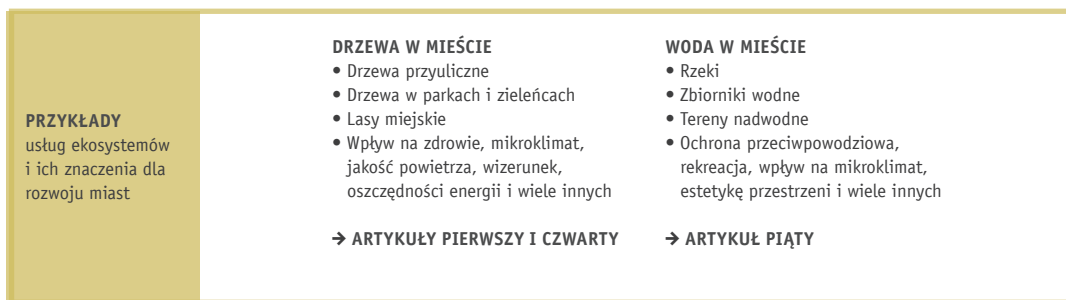 PRZYKŁADY
usług ekosystemów
i ich znaczenia dla
rozwoju miast
DRZEWA W MIEŚCIE
• Drzewa przyuliczne
• Drzewa w parkach i zieleńcach
• Lasy miejskie
• Wpływ na zdrowie, mikroklimat,
jakość powietrza, wizerunek,
oszczędności energii i wiele innych
→ ARTYKUŁY PIERWSZY I CZWARTY
WODA W MIEŚCIE
• Rzeki
• Zbiorniki wodne
• Tereny nadwodne
• Ochrona przeciwpowodziowa,
rekreacja, wpływ na mikroklimat,
estetykę przestrzeni i wiele innych
→ ARTYKUŁ PIĄTY